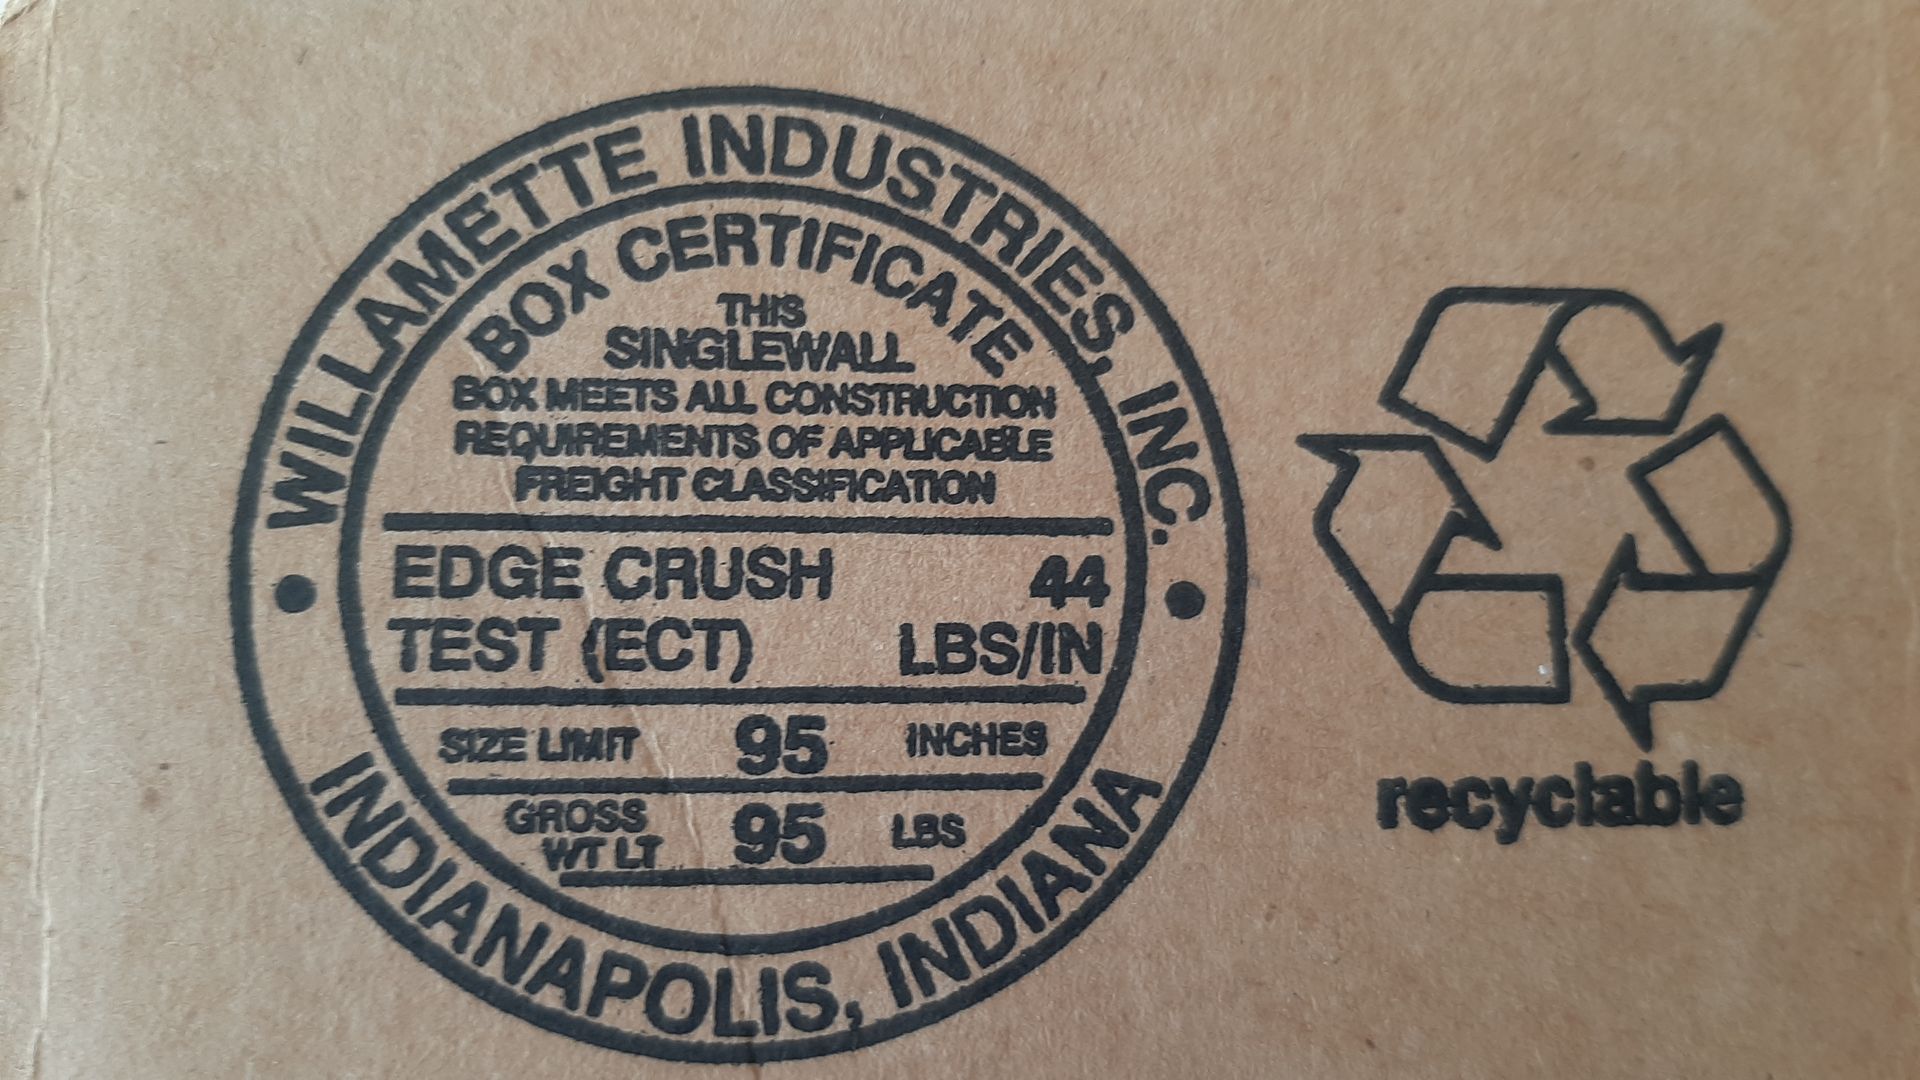 WILLAMETTE INDUSTRIES, INC.
BOX CERTIFICATE
THIS
SINGLEWALL
BOX MEETS ALL CONSTRUCTION
REQUIREMENTS OF APPLICABLE
FREIGHT CLASSIFICATION
EDGE CRUSH 44
TEST (ECT) LBS/IN
SIZE LIMIT 95 INCHES
GROSS
WT LT 95 LBS
INDIANAPOLIS, INDIANA
recyclable